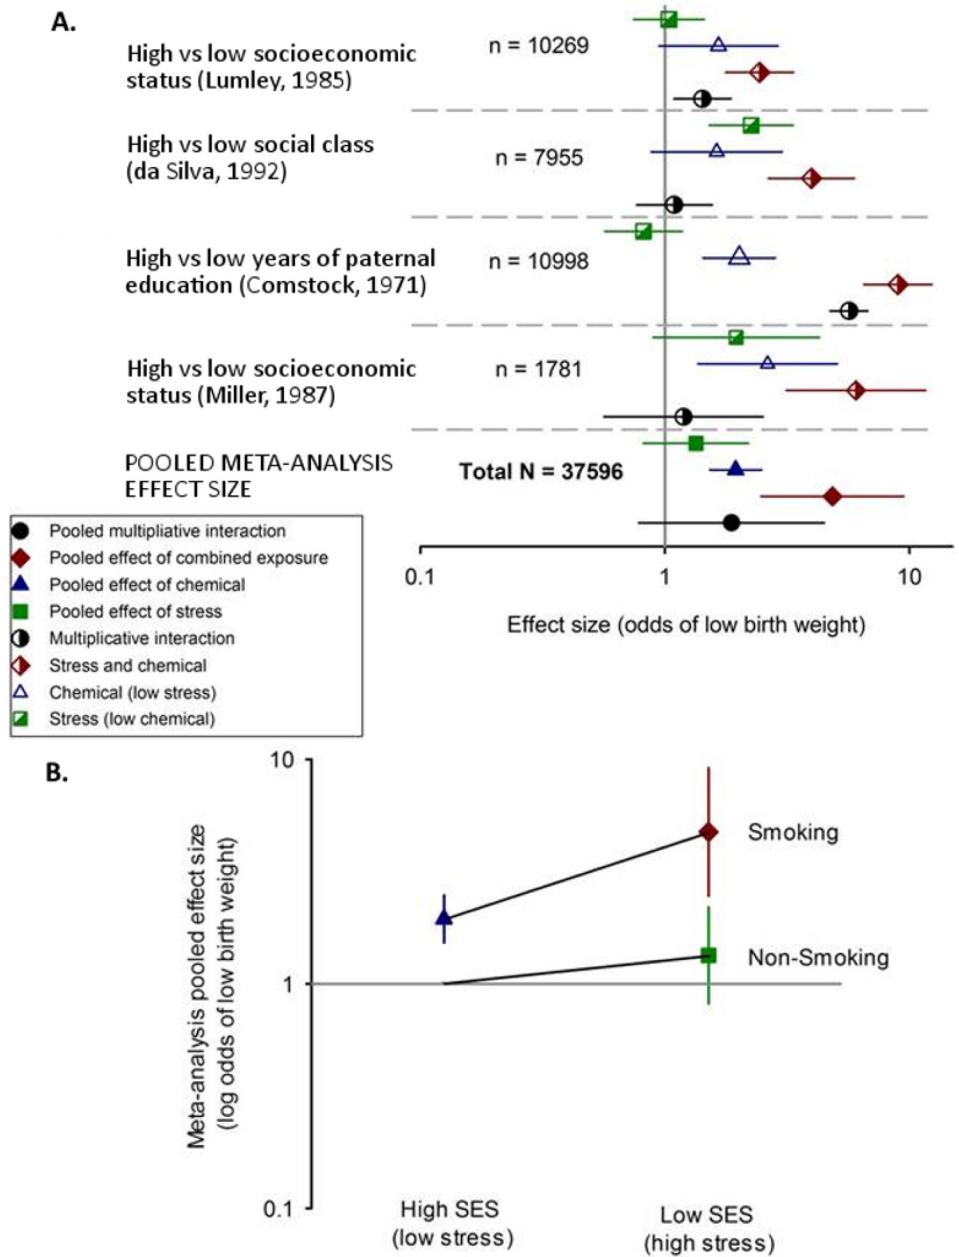 A.
High vs low socioeconomic
status (Lumley, 1985)
n = 10269
High vs low social class
(da Silva, 1992)
n = 7955
High vs low years of paternal
education (Comstock, 1971)
n = 10998
High vs low socioeconomic
status (Miller, 1987)
n = 1781
POOLED META-ANALYSIS
EFFECT SIZE
Total N = 37596
Pooled multipliative interaction
Pooled effect of combined exposure
Pooled effect of chemical
Pooled effect of stress
Multiplicative interaction
Stress and chemical
Chemical (low stress)
Stress (low chemical)
0.1
1
10
Effect size (odds of low birth weight)
B.
10
1
0.1
Meta-analysis pooled effect size
(log odds of low birth weight)
Smoking
Non-Smoking
High SES
(low stress)
Low SES
(high stress)